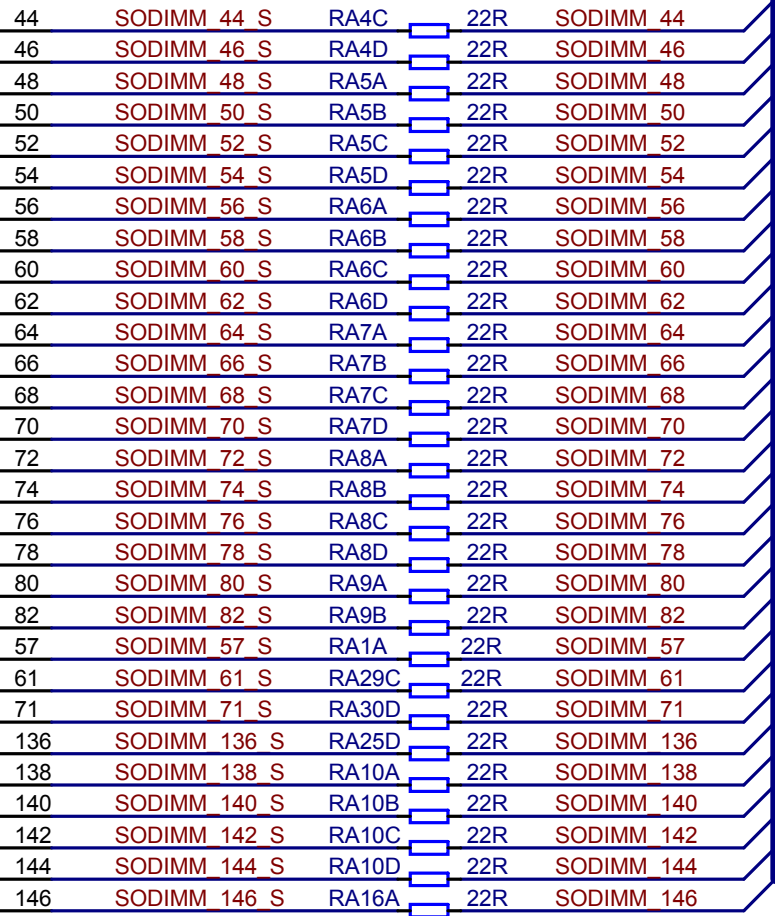 44 SODIMM_44_S RA4C 22R SODIMM_44
46 SODIMM_46_S RA4D 22R SODIMM_46
48 SODIMM_48_S RA5A 22R SODIMM_48
50 SODIMM_50_S RA5B 22R SODIMM_50
52 SODIMM_52_S RA5C 22R SODIMM_52
54 SODIMM_54_S RA5D 22R SODIMM_54
56 SODIMM_56_S RA6A 22R SODIMM_56
58 SODIMM_58_S RA6B 22R SODIMM_58
60 SODIMM_60_S RA6C 22R SODIMM_60
62 SODIMM_62_S RA6D 22R SODIMM_62
64 SODIMM_64_S RA7A 22R SODIMM_64
66 SODIMM_66_S RA7B 22R SODIMM_66
68 SODIMM_68_S RA7C 22R SODIMM_68
70 SODIMM_70_S RA7D 22R SODIMM_70
72 SODIMM_72_S RA8A 22R SODIMM_72
74 SODIMM_74_S RA8B 22R SODIMM_74
76 SODIMM_76_S RA8C 22R SODIMM_76
78 SODIMM_78_S RA8D 22R SODIMM_78
80 SODIMM_80_S RA9A 22R SODIMM_80
82 SODIMM_82_S RA9B 22R SODIMM_82
57 SODIMM_57_S RA1A 22R SODIMM_57
61 SODIMM_61_S RA29C 22R SODIMM_61
71 SODIMM_71_S RA30D 22R SODIMM_71
136 SODIMM_136_S RA25D 22R SODIMM_136
138 SODIMM_138_S RA10A 22R SODIMM_138
140 SODIMM_140_S RA10B 22R SODIMM_140
142 SODIMM_142_S RA10C 22R SODIMM_142
144 SODIMM_144_S RA10D 22R SODIMM_144
146 SODIMM_146_S RA16A 22R SODIMM_146